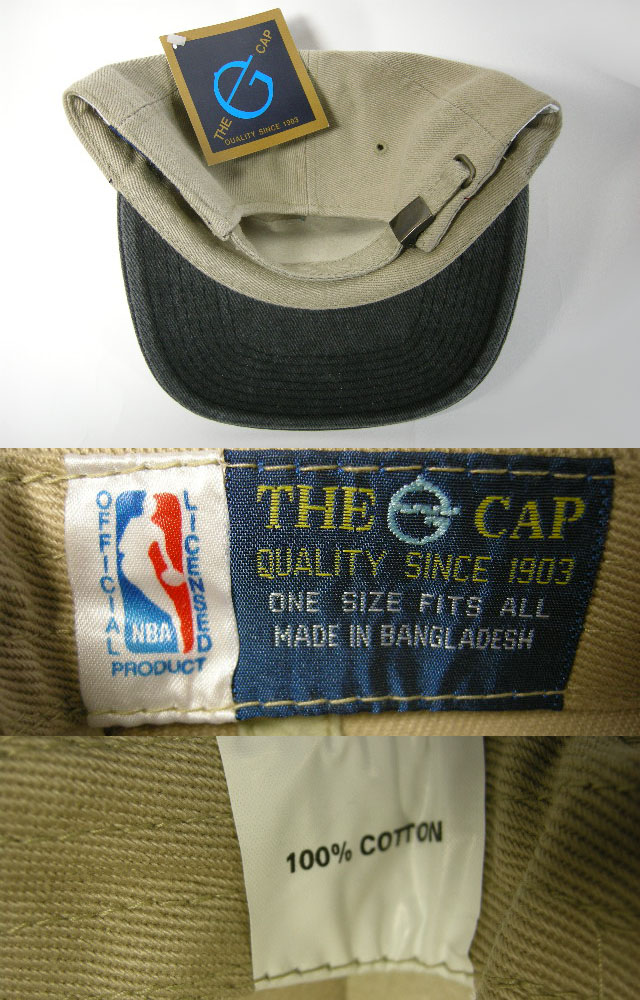 THE G CAP
QUALITY SINCE 1903
OFFICIAL
LICENSED
NBA
PRODUCT
THE G CAP
QUALITY SINCE 1903
ONE SIZE FITS ALL
MADE IN BANGLADESH
100% COTTON